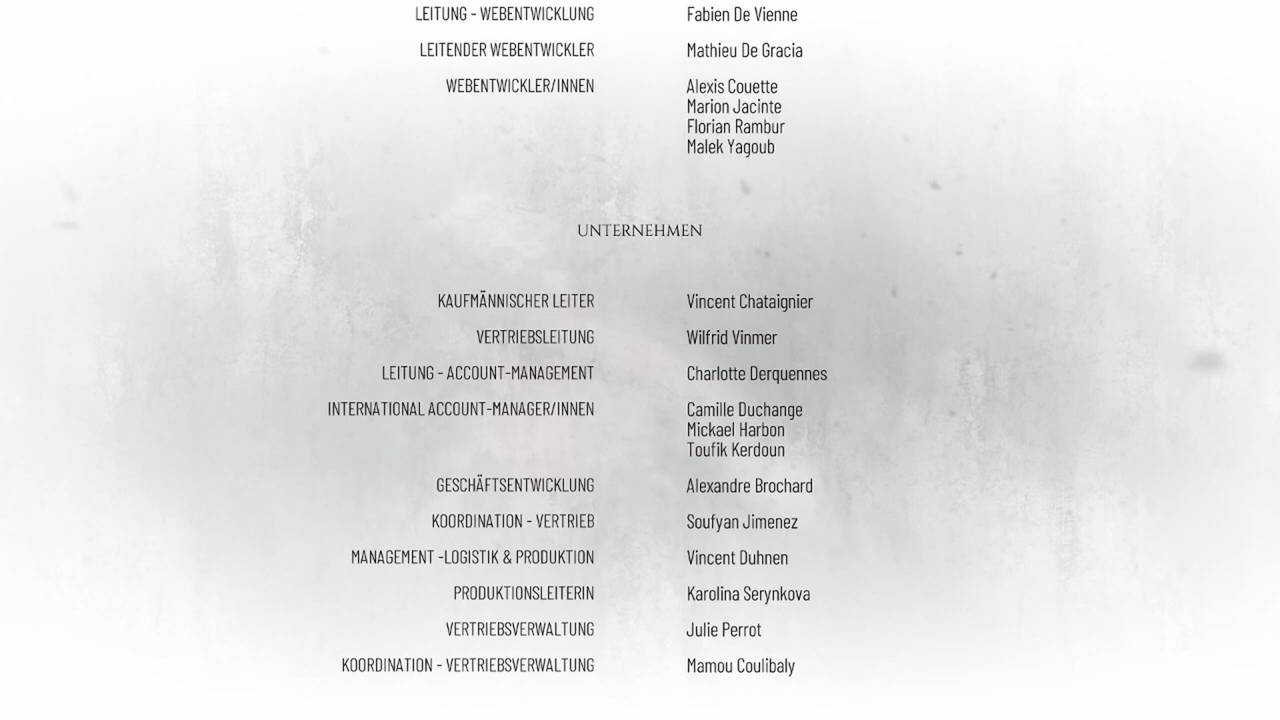 LEITUNG - WEBENTWICKLUNG Fabien De Vienne
LEITENDER WEBENTWICKLER Mathieu De Gracia
WEBENTWICKLER/INNEN Alexis Couette
Marion Jacinte
Florian Rambur
Malek Yagoub
UNTERNEHMEN
KAUFMÄNNISCHER LEITER Vincent Chataignier
VERTRIEBSLEITUNG Wilfrid Vinmer
LEITUNG - ACCOUNT-MANAGEMENT Charlotte Derquennes
INTERNATIONAL ACCOUNT-MANAGER/INNEN Camille Duchange
Mickael Harbon
Toufik Kerdoun
GESCHÄFTSENTWICKLUNG Alexandre Brochard
KOORDINATION - VERTRIEB Soufyan Jimenez
MANAGEMENT -LOGISTIK & PRODUKTION Vincent Duhnen
PRODUKTIONSLEITERIN Karolina Serynkova
VERTRIEBSVERWALTUNG Julie Perrot
KOORDINATION - VERTRIEBSVERWALTUNG Mamou Coulibaly